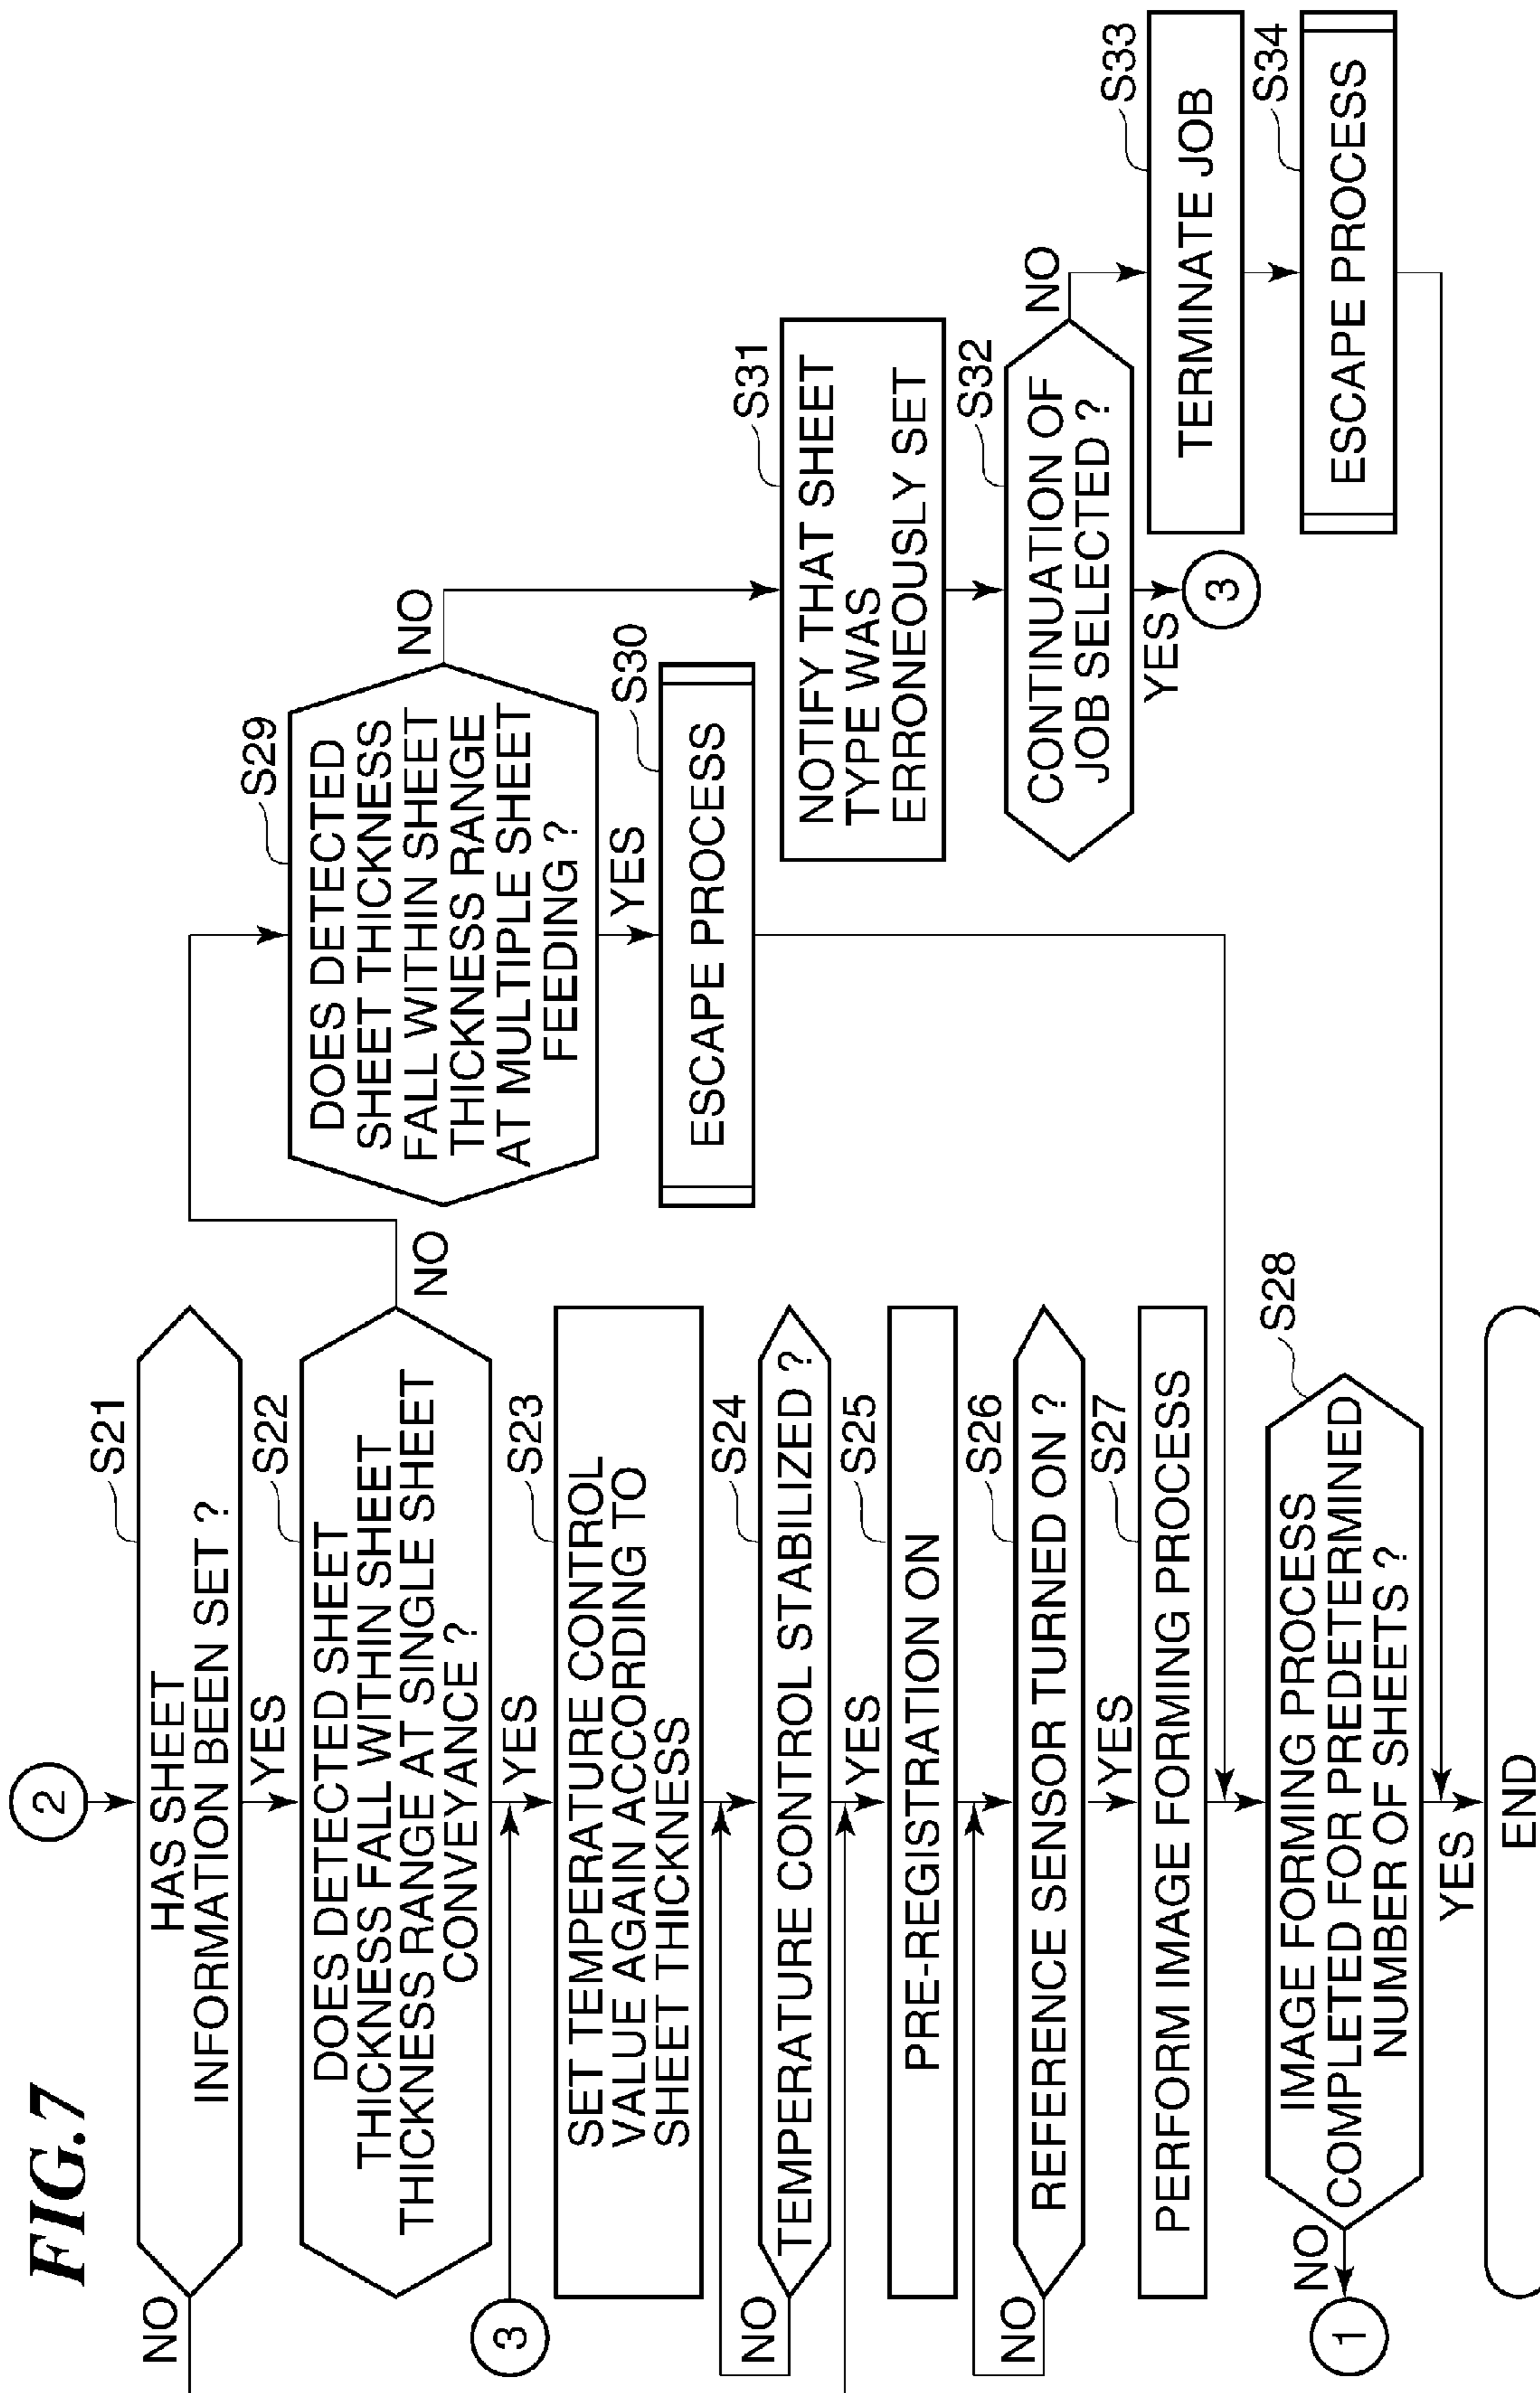 FIG.7
2
S21
HAS SHEET
INFORMATION BEEN SET ?
NO
YES
S22
DOES DETECTED SHEET
THICKNESS FALL WITHIN SHEET
THICKNESS RANGE AT SINGLE SHEET
CONVEYANCE ?
NO
YES
3
S23
SET TEMPERATURE CONTROL
VALUE AGAIN ACCORDING TO
SHEET THICKNESS
S24
TEMPERATURE CONTROL STABILIZED ?
NO
YES
S25
PRE-REGISTRATION ON
S26
REFERENCE SENSOR TURNED ON ?
NO
YES
S27
PERFORM IMAGE FORMING PROCESS
S28
IMAGE FORMING PROCESS
COMPLETED FOR PREDETERMINED
NUMBER OF SHEETS ?
NO
1
YES
END
S29
DOES DETECTED
SHEET THICKNESS
FALL WITHIN SHEET
THICKNESS RANGE
AT MULTIPLE SHEET
FEEDING ?
NO
YES
S30
ESCAPE PROCESS
S31
NOTIFY THAT SHEET
TYPE WAS
ERRONEOUSLY SET
S32
CONTINUATION OF
JOB SELECTED ?
NO
YES
3
S33
TERMINATE JOB
S34
ESCAPE PROCESS